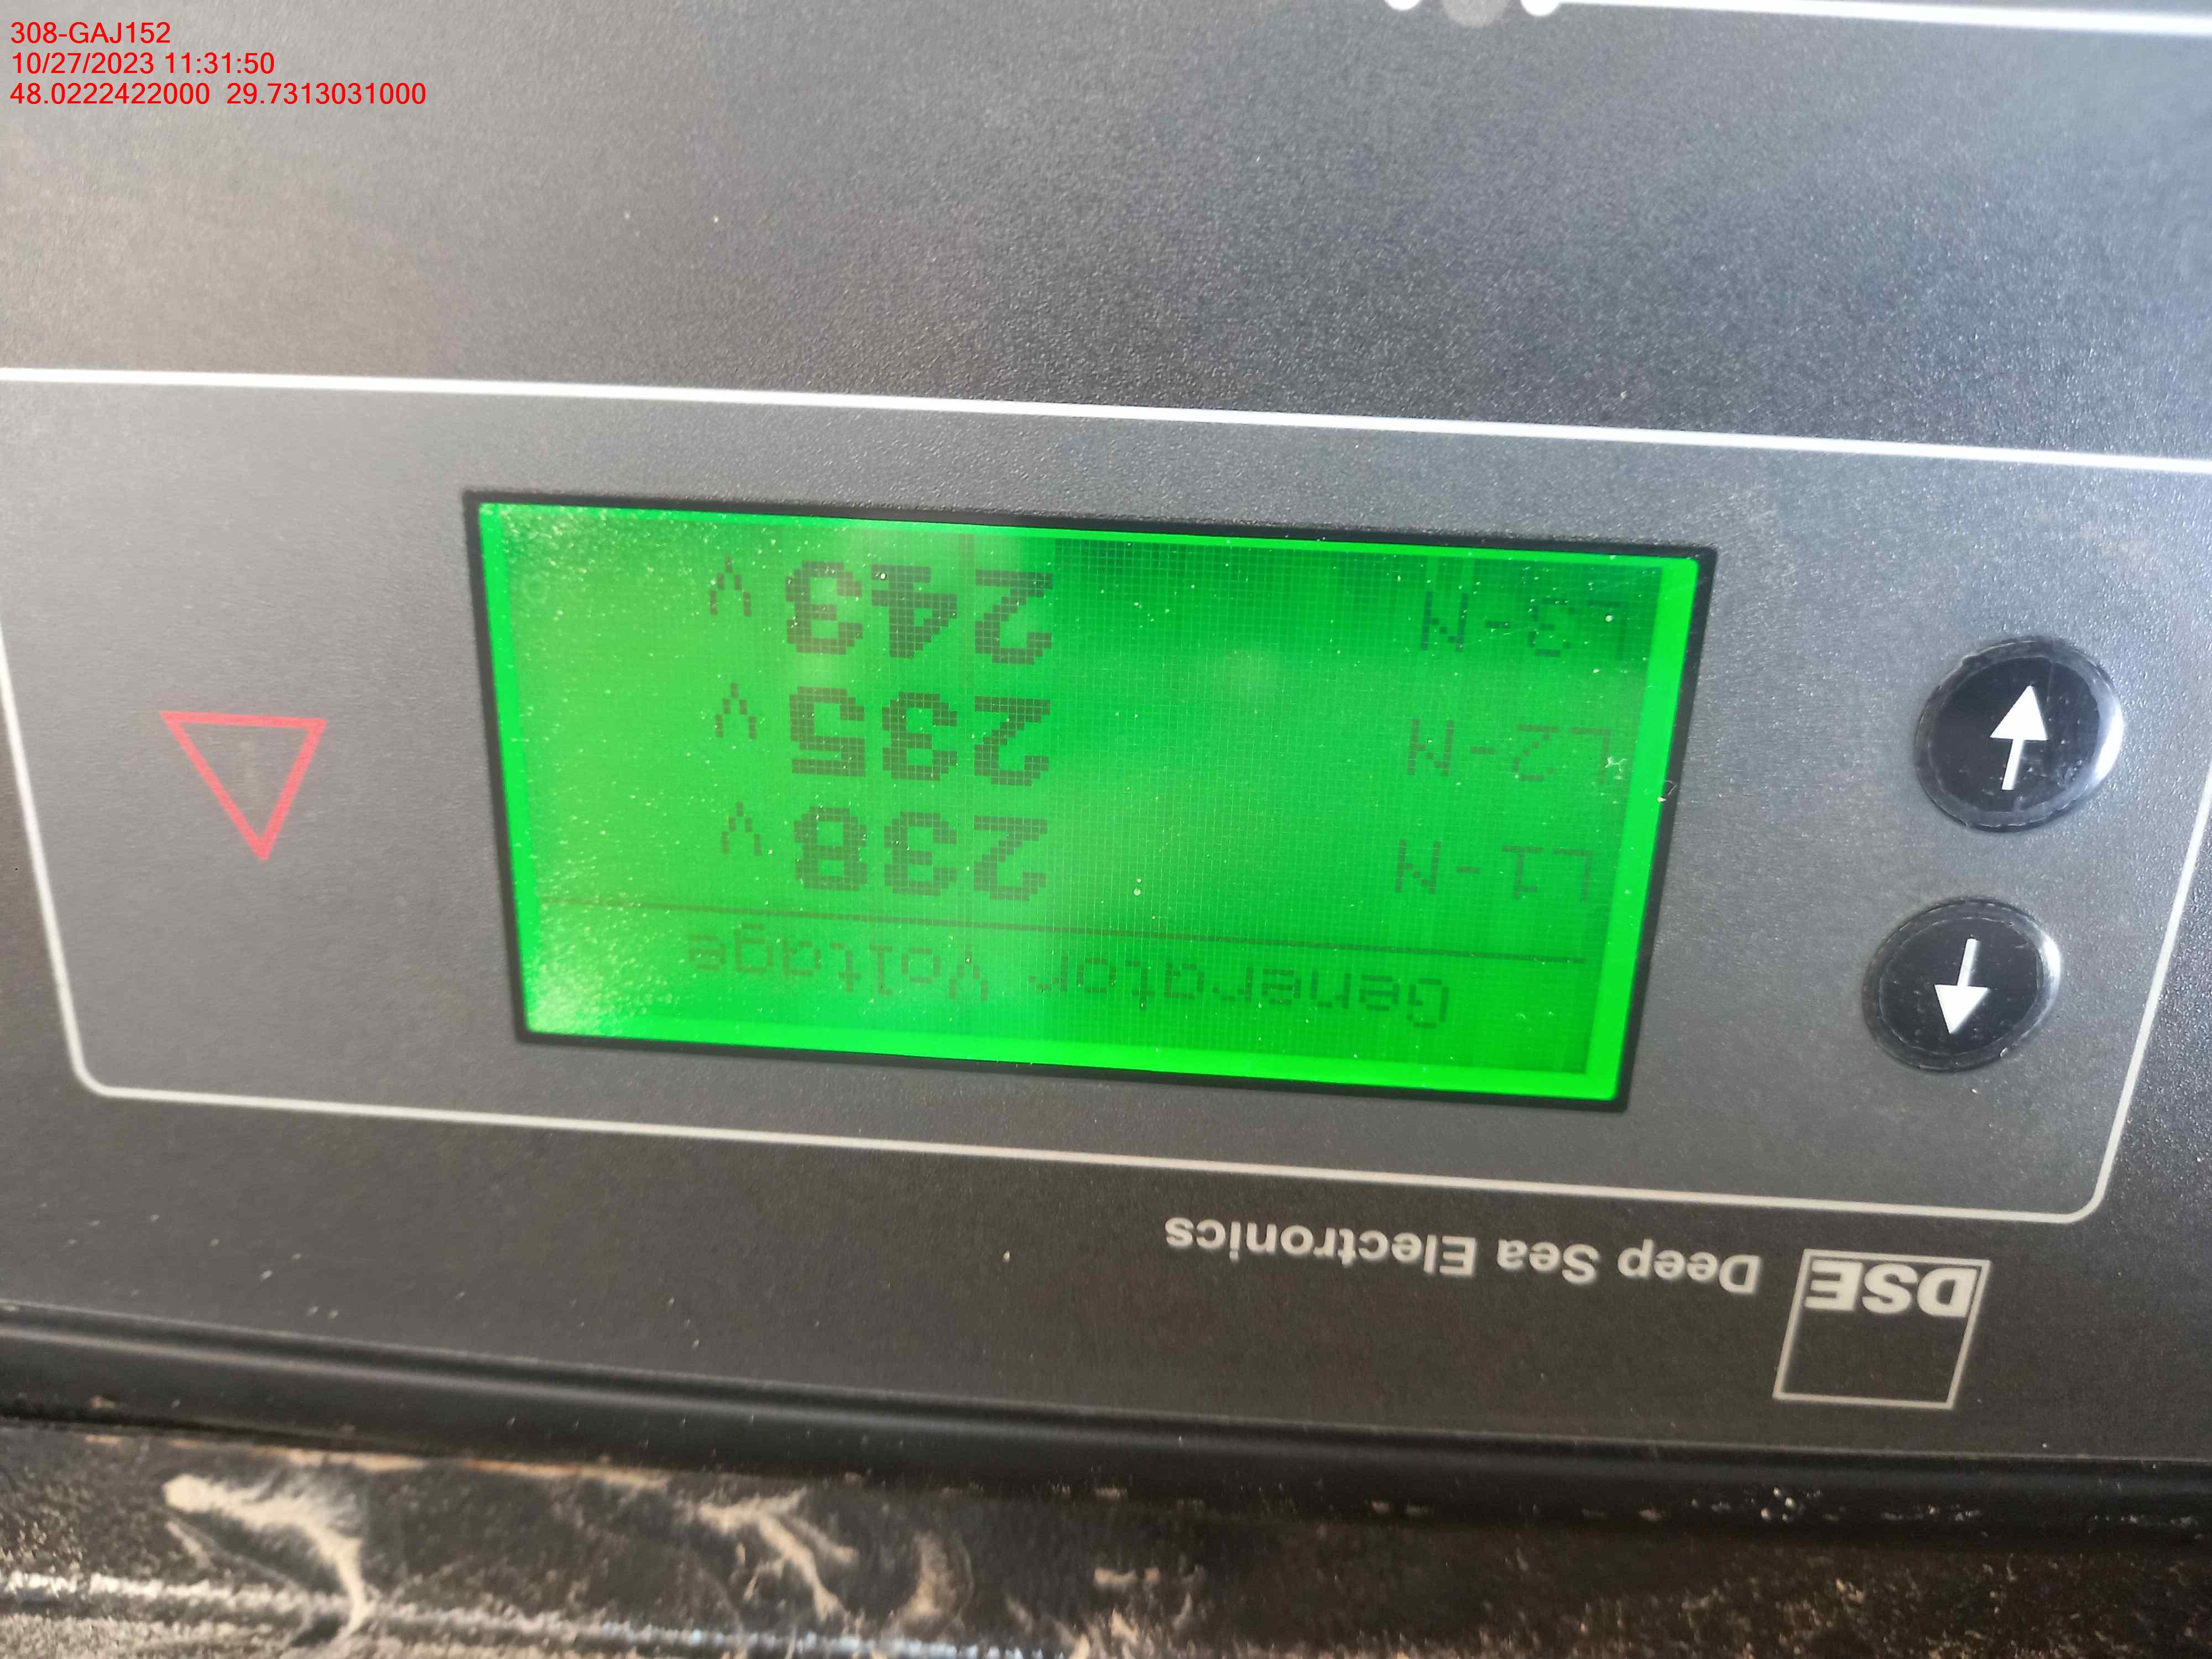 308-GAJ152
10/27/2023 11:31:50
48.0222422000 29.7313031000
DSE Deep Sea Electronics
Generator Voltage
L1-N 238 V
L2-N 235 V
L3-N 243 V